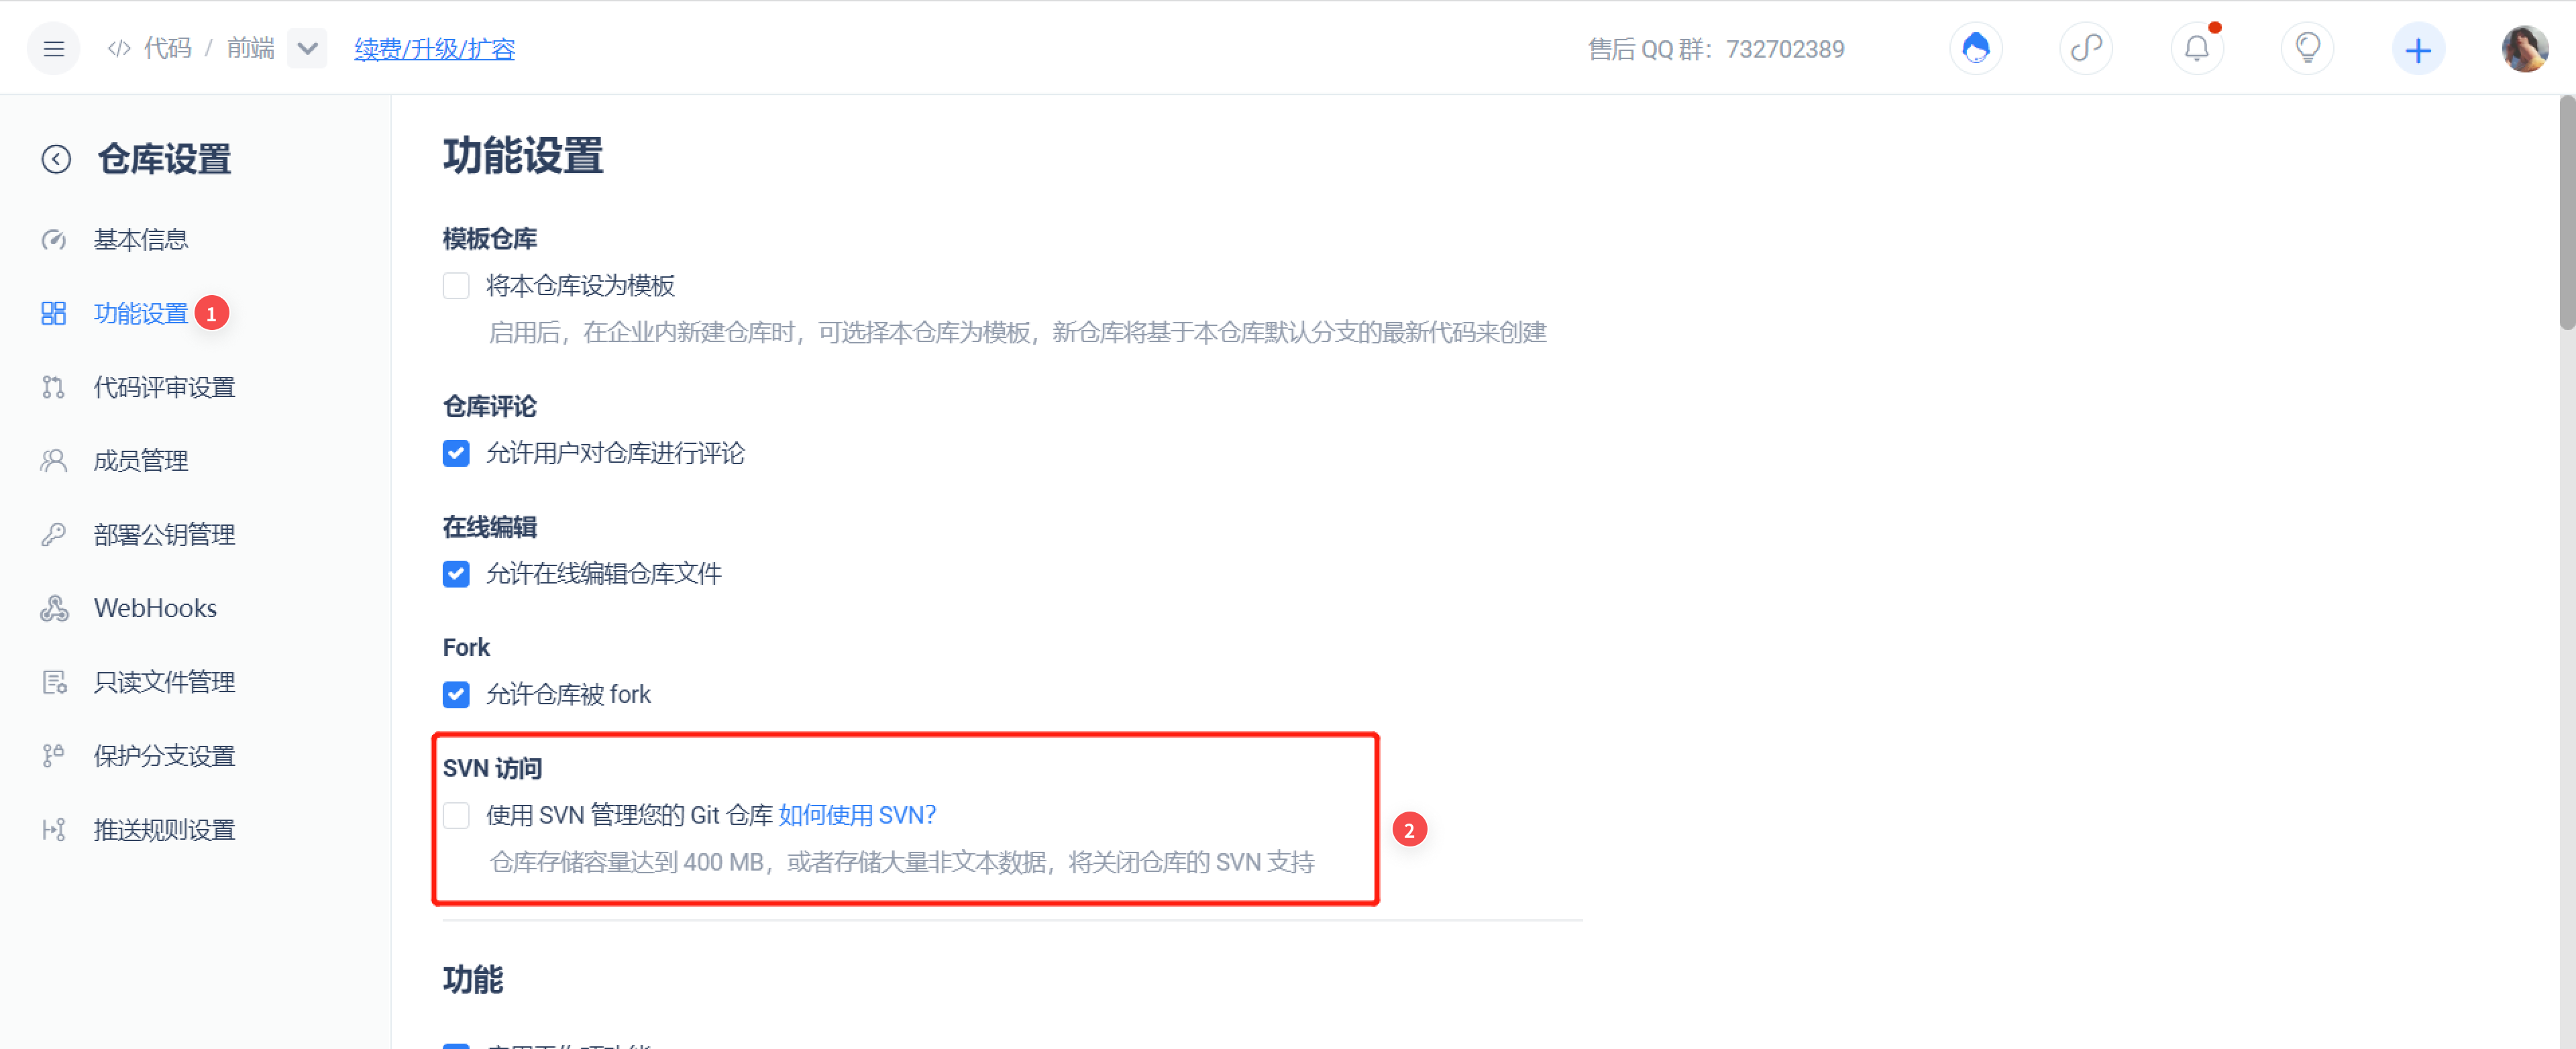 代码 / 前端 续费/升级/扩容 售后 QQ 群：732702389
仓库设置
基本信息
功能设置 1
代码评审设置
成员管理
部署公钥管理
WebHooks
只读文件管理
保护分支设置
推送规则设置
功能设置
模板仓库
将本仓库设为模板
启用后，在企业内新建仓库时，可选择本仓库为模板，新仓库将基于本仓库默认分支的最新代码来创建
仓库评论
允许用户对仓库进行评论
在线编辑
允许在线编辑仓库文件
Fork
允许仓库被 fork
SVN 访问
使用 SVN 管理您的 Git 仓库 如何使用 SVN?
仓库存储容量达到 400 MB，或者存储大量非文本数据，将关闭仓库的 SVN 支持
2
功能